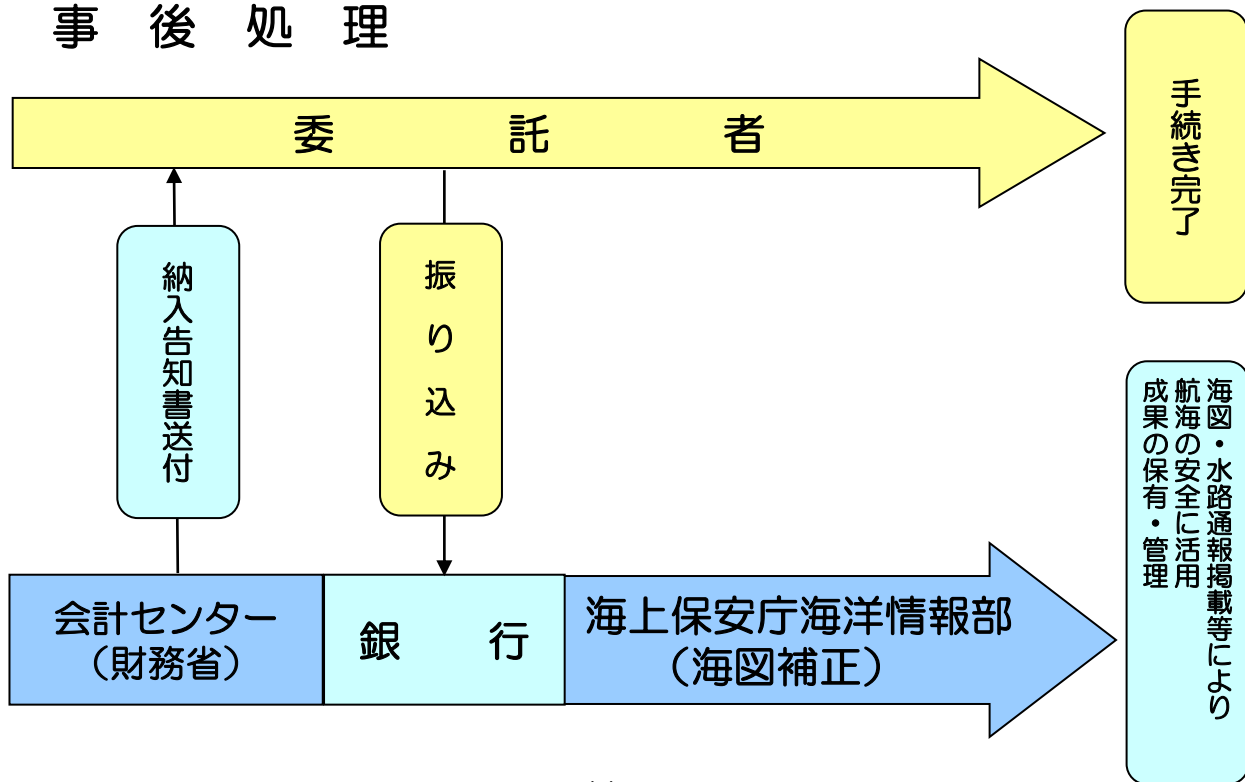 事後処理
委託者
手続き完了
納入告知書送付
振り込み
会計センター
（財務省）
銀行
海上保安庁海洋情報部
（海図補正）
海図・水路通報掲載等により
航海の安全に活用
成果の保有・管理